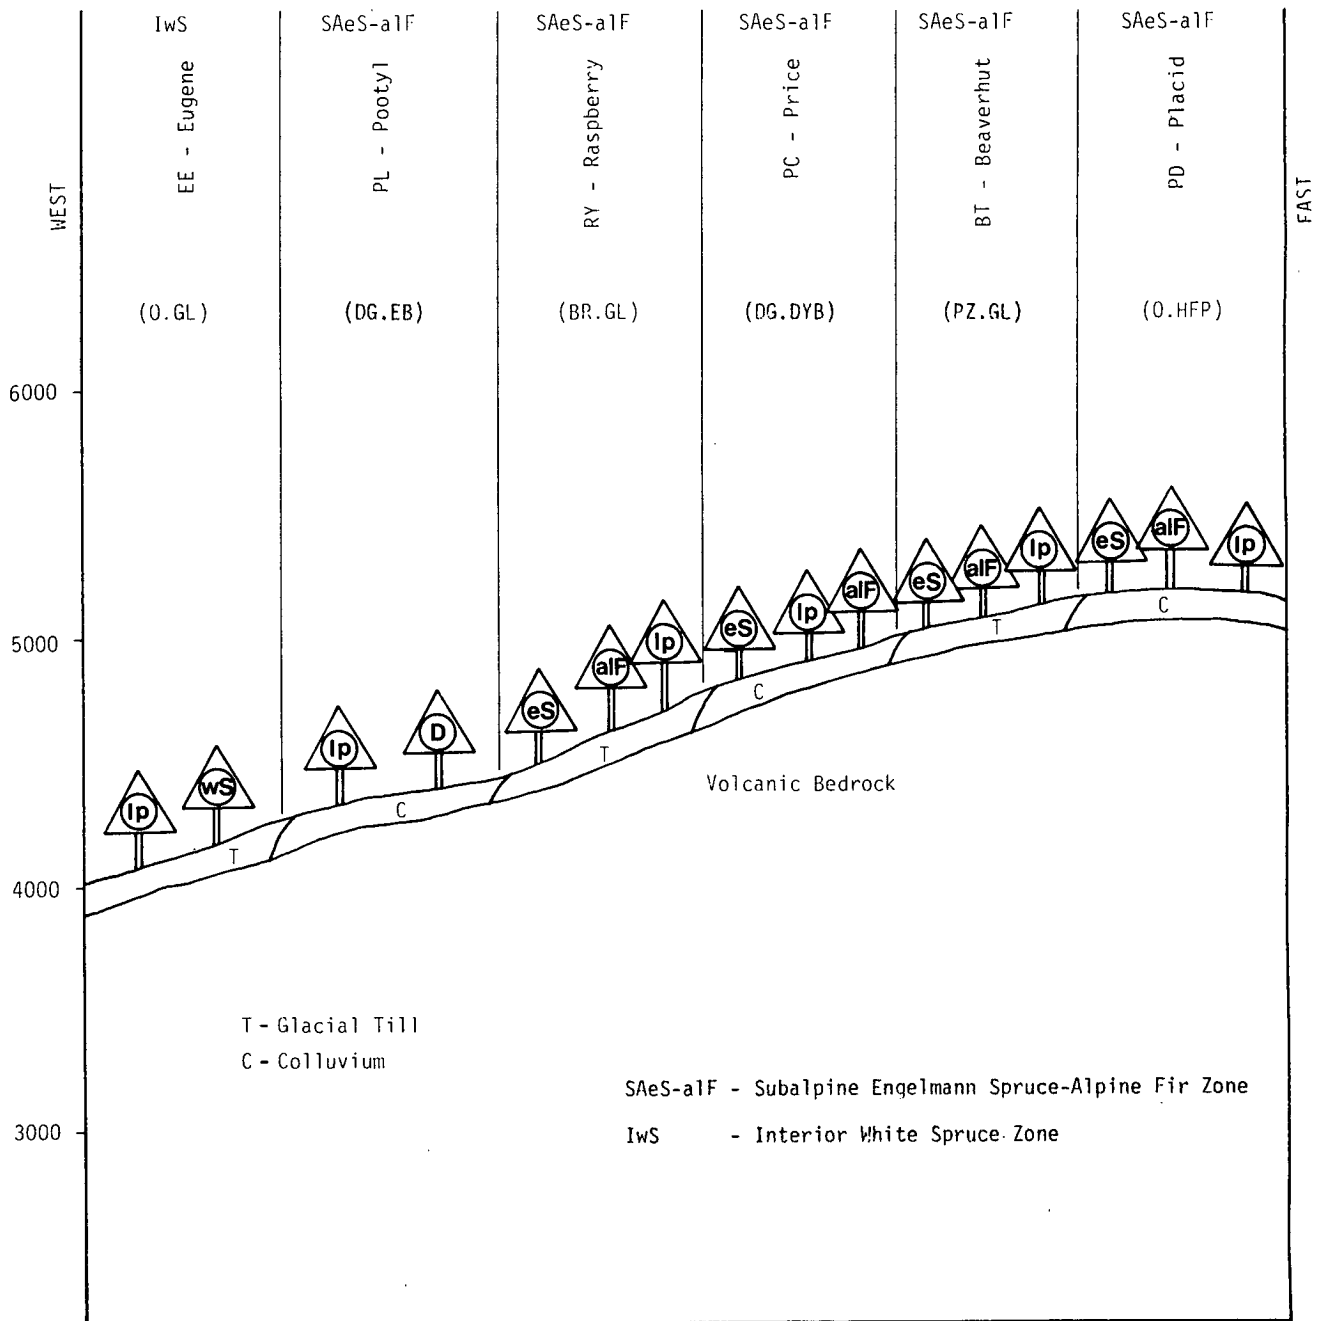 IwS SAeS-alF SAeS-alF SAeS-alF SAeS-alF SAeS-alF
EE - Eugene
PL - Pootyl
RY - Raspberry
PC - Price
BT - Beaverhut
PD - Placid
WEST
EAST
(O.GL) (DG.EB) (BR.GL) (DG.DYB) (PZ.GL) (O.HFP)
6000
5000
4000
3000
lp wS lp D eS alF lp eS lp alF eS alF lp eS alF lp
T C T C T C
Volcanic Bedrock
T - Glacial Till
C - Colluvium
SAeS-alF - Subalpine Engelmann Spruce-Alpine Fir Zone
IwS - Interior White Spruce Zone